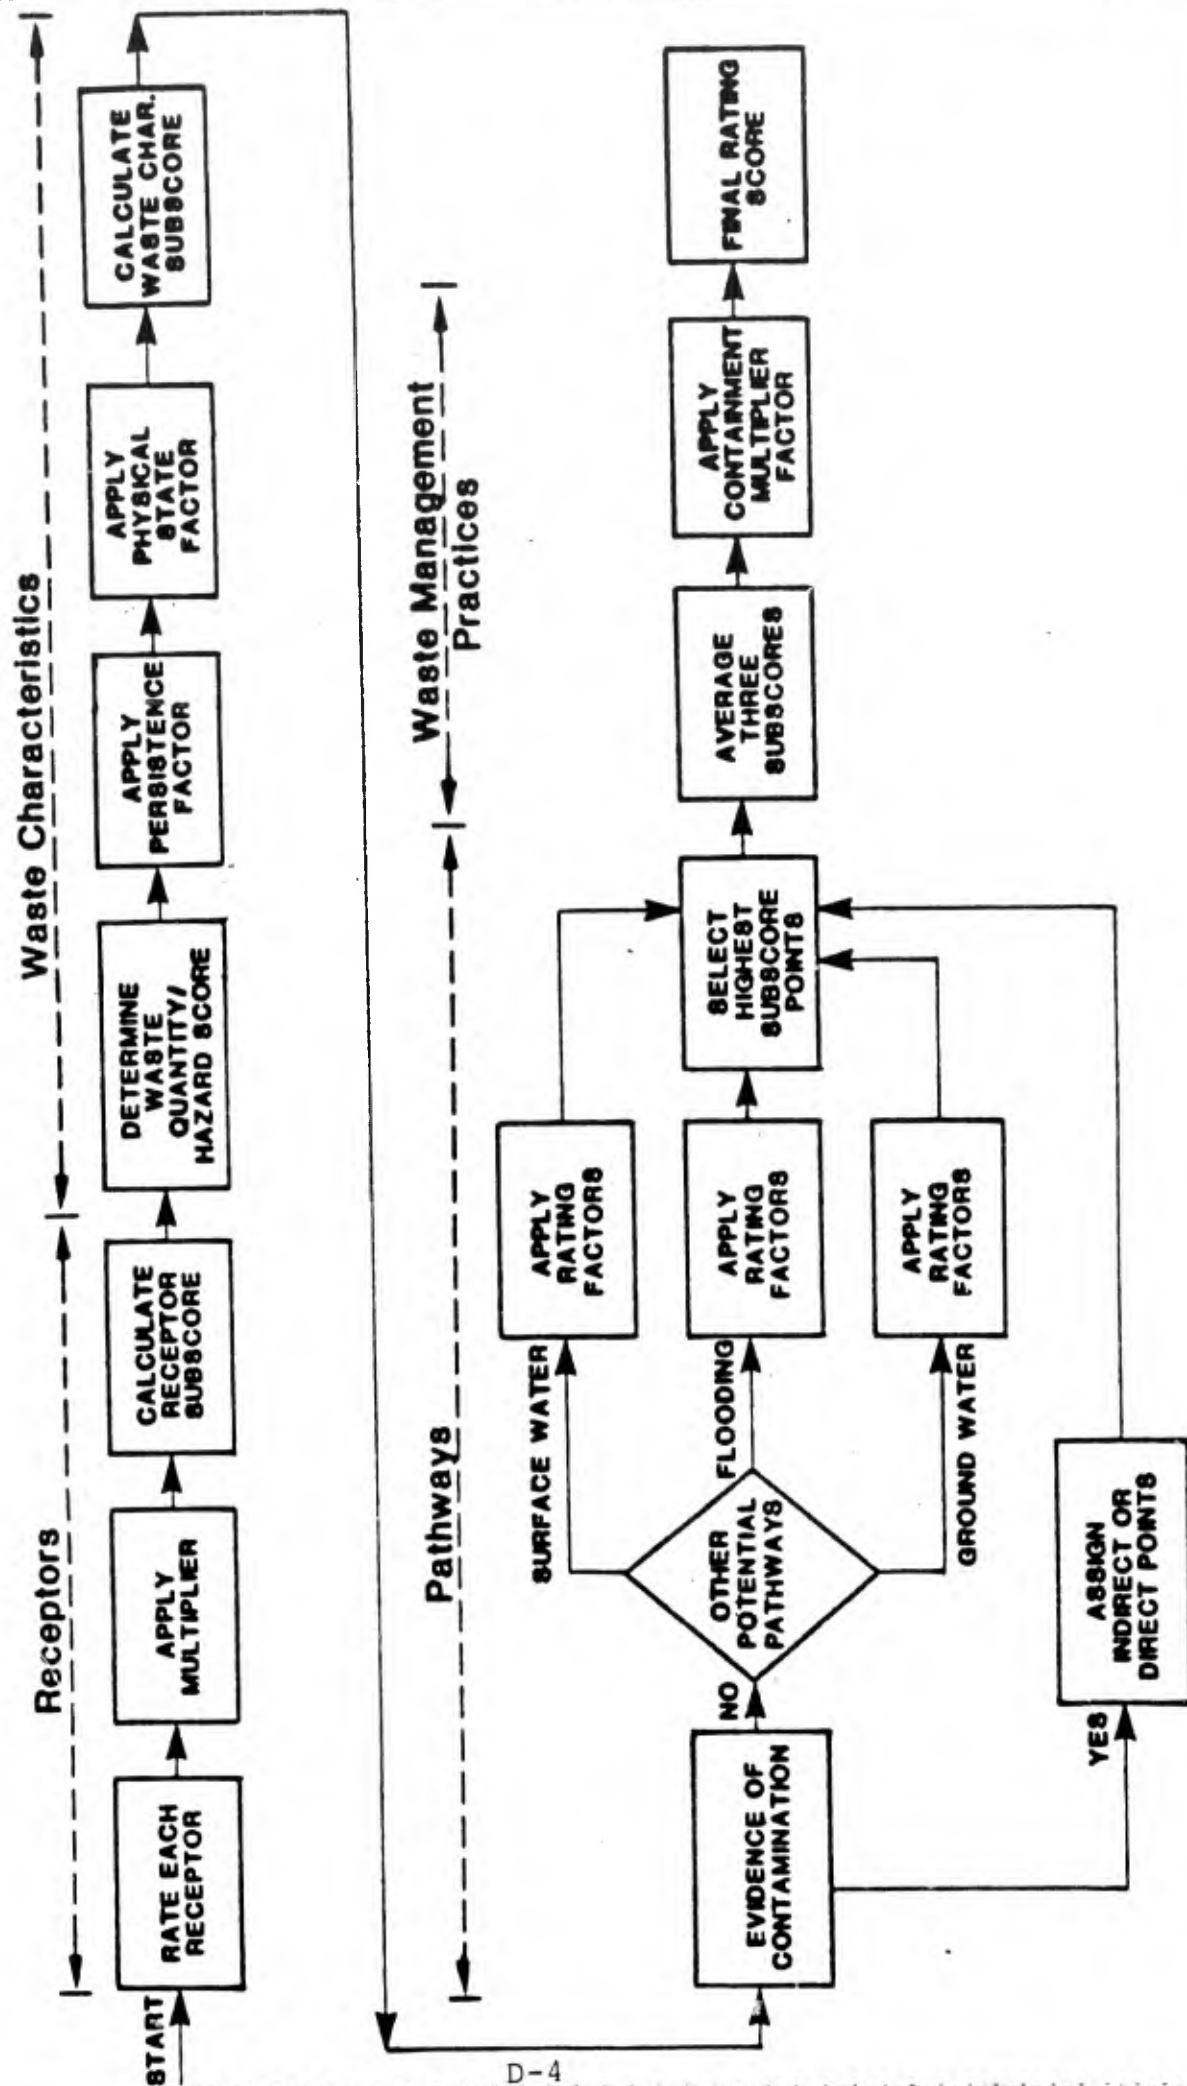 Receptors
Waste Characteristics
START
RATE EACH
RECEPTOR
APPLY
MULTIPLIER
CALCULATE
RECEPTOR
SUBSCORE
DETERMINE
WASTE
QUANTITY/
HAZARD SCORE
APPLY
PERSISTENCE
FACTOR
APPLY
PHYSICAL
STATE
FACTOR
CALCULATE
WASTE CHAR.
SUBSCORE
Pathways
Waste Management
Practices
EVIDENCE OF
CONTAMINATION
NO
YES
OTHER
POTENTIAL
PATHWAYS
SURFACE WATER
FLOODING
GROUND WATER
APPLY
RATING
FACTORS
APPLY
RATING
FACTORS
APPLY
RATING
FACTORS
ASSIGN
INDIRECT OR
DIRECT POINTS
SELECT
HIGHEST
SUBSCORE
POINTS
AVERAGE
THREE
SUBSCORES
APPLY
CONTAINMENT
MULTIPLIER
FACTOR
FINAL RATING
SCORE
D-4